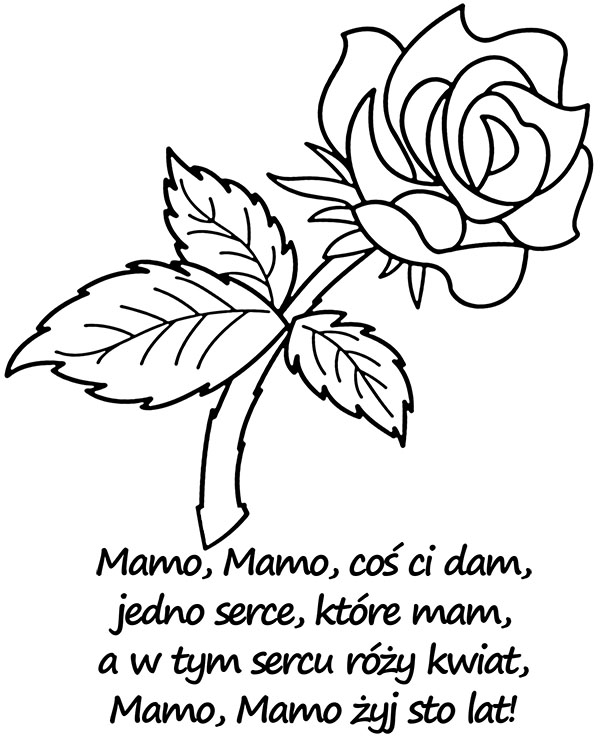 Mamo, Mamo, coś ci dam,
jedno serce, które mam,
a w tym sercu róży kwiat,
Mamo, Mamo żyj sto lat!